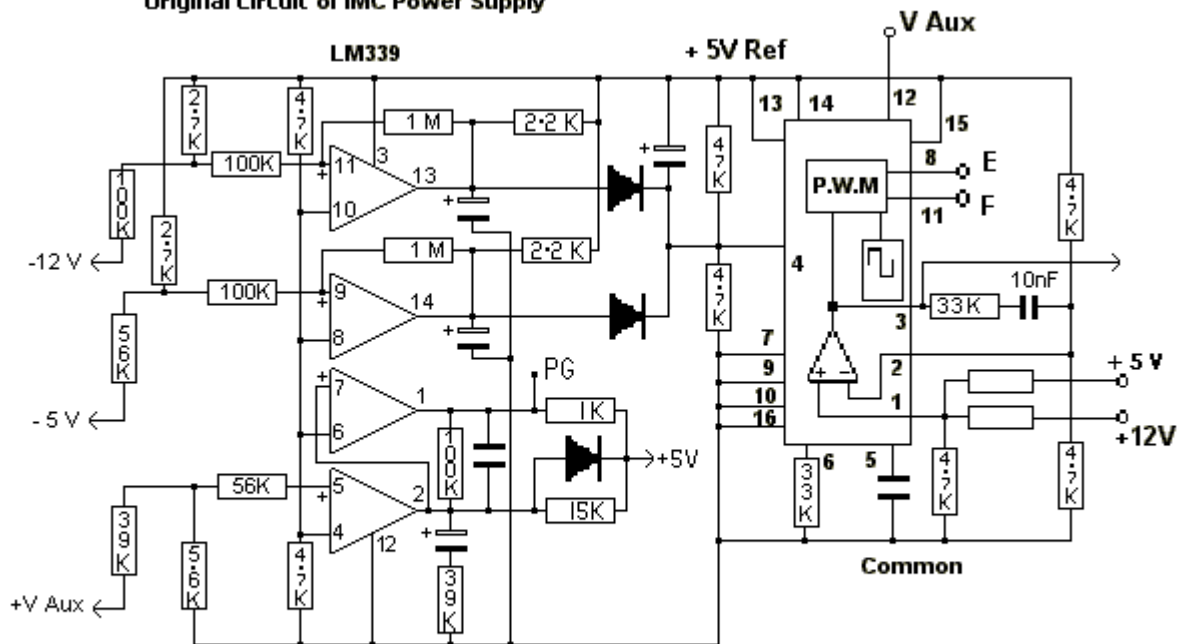 Original Circuit of IMC Power Supply
V Aux
LM339
+ 5V Ref
13
14
12
15
2·7K
4·7K
1 M
2·2 K
47K
3
8
E
P.W.M
11
F
100K
11
+
13
+
10
+
100K
2·7K
4·7K
-12 V
1 M
2·2 K
4
10nF
100K
9
+
14
4·7K
33K
3
8
+
7
56K
PG
+ 5 V
+
7
1
9
2
1K
10
1
- 5 V
6
16
+12V
100K
+5V
6
5
56K
5
+
2
15K
33K
4·7K
4·7K
39K
4
+
12
5·6K
4·7K
39K
Common
+V Aux